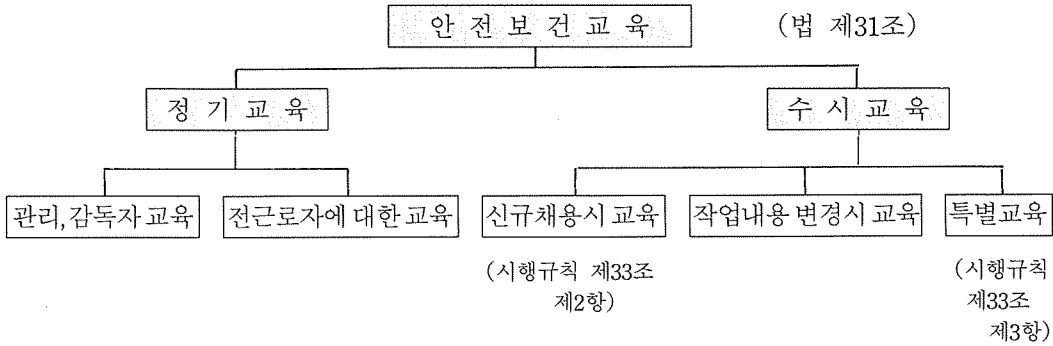 안 전 보 건 교 육 (법 제31조)
정 기 교 육 수 시 교 육
관리,감독자 교육 전근로자에 대한 교육 신규채용시 교육 작업내용 변경시 교육 특별교육
(시행규칙 제33조
제2항)
(시행규칙
제33조
제3항)